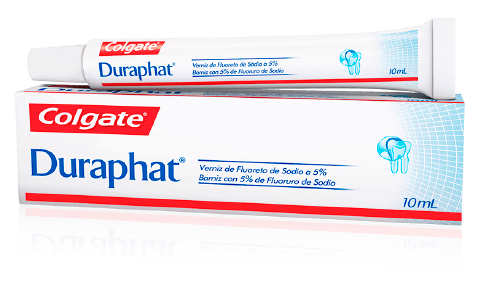 Colgate®
Duraphat®
Verniz de Fluoreto de Sódio a 5%
Barniz con 5% de Fluoruro de Sodio
10mL
Colgate®
Duraphat®
Verniz de Fluoreto de Sódio a 5%
Barniz con 5% de Fluoruro de Sodio
10mL